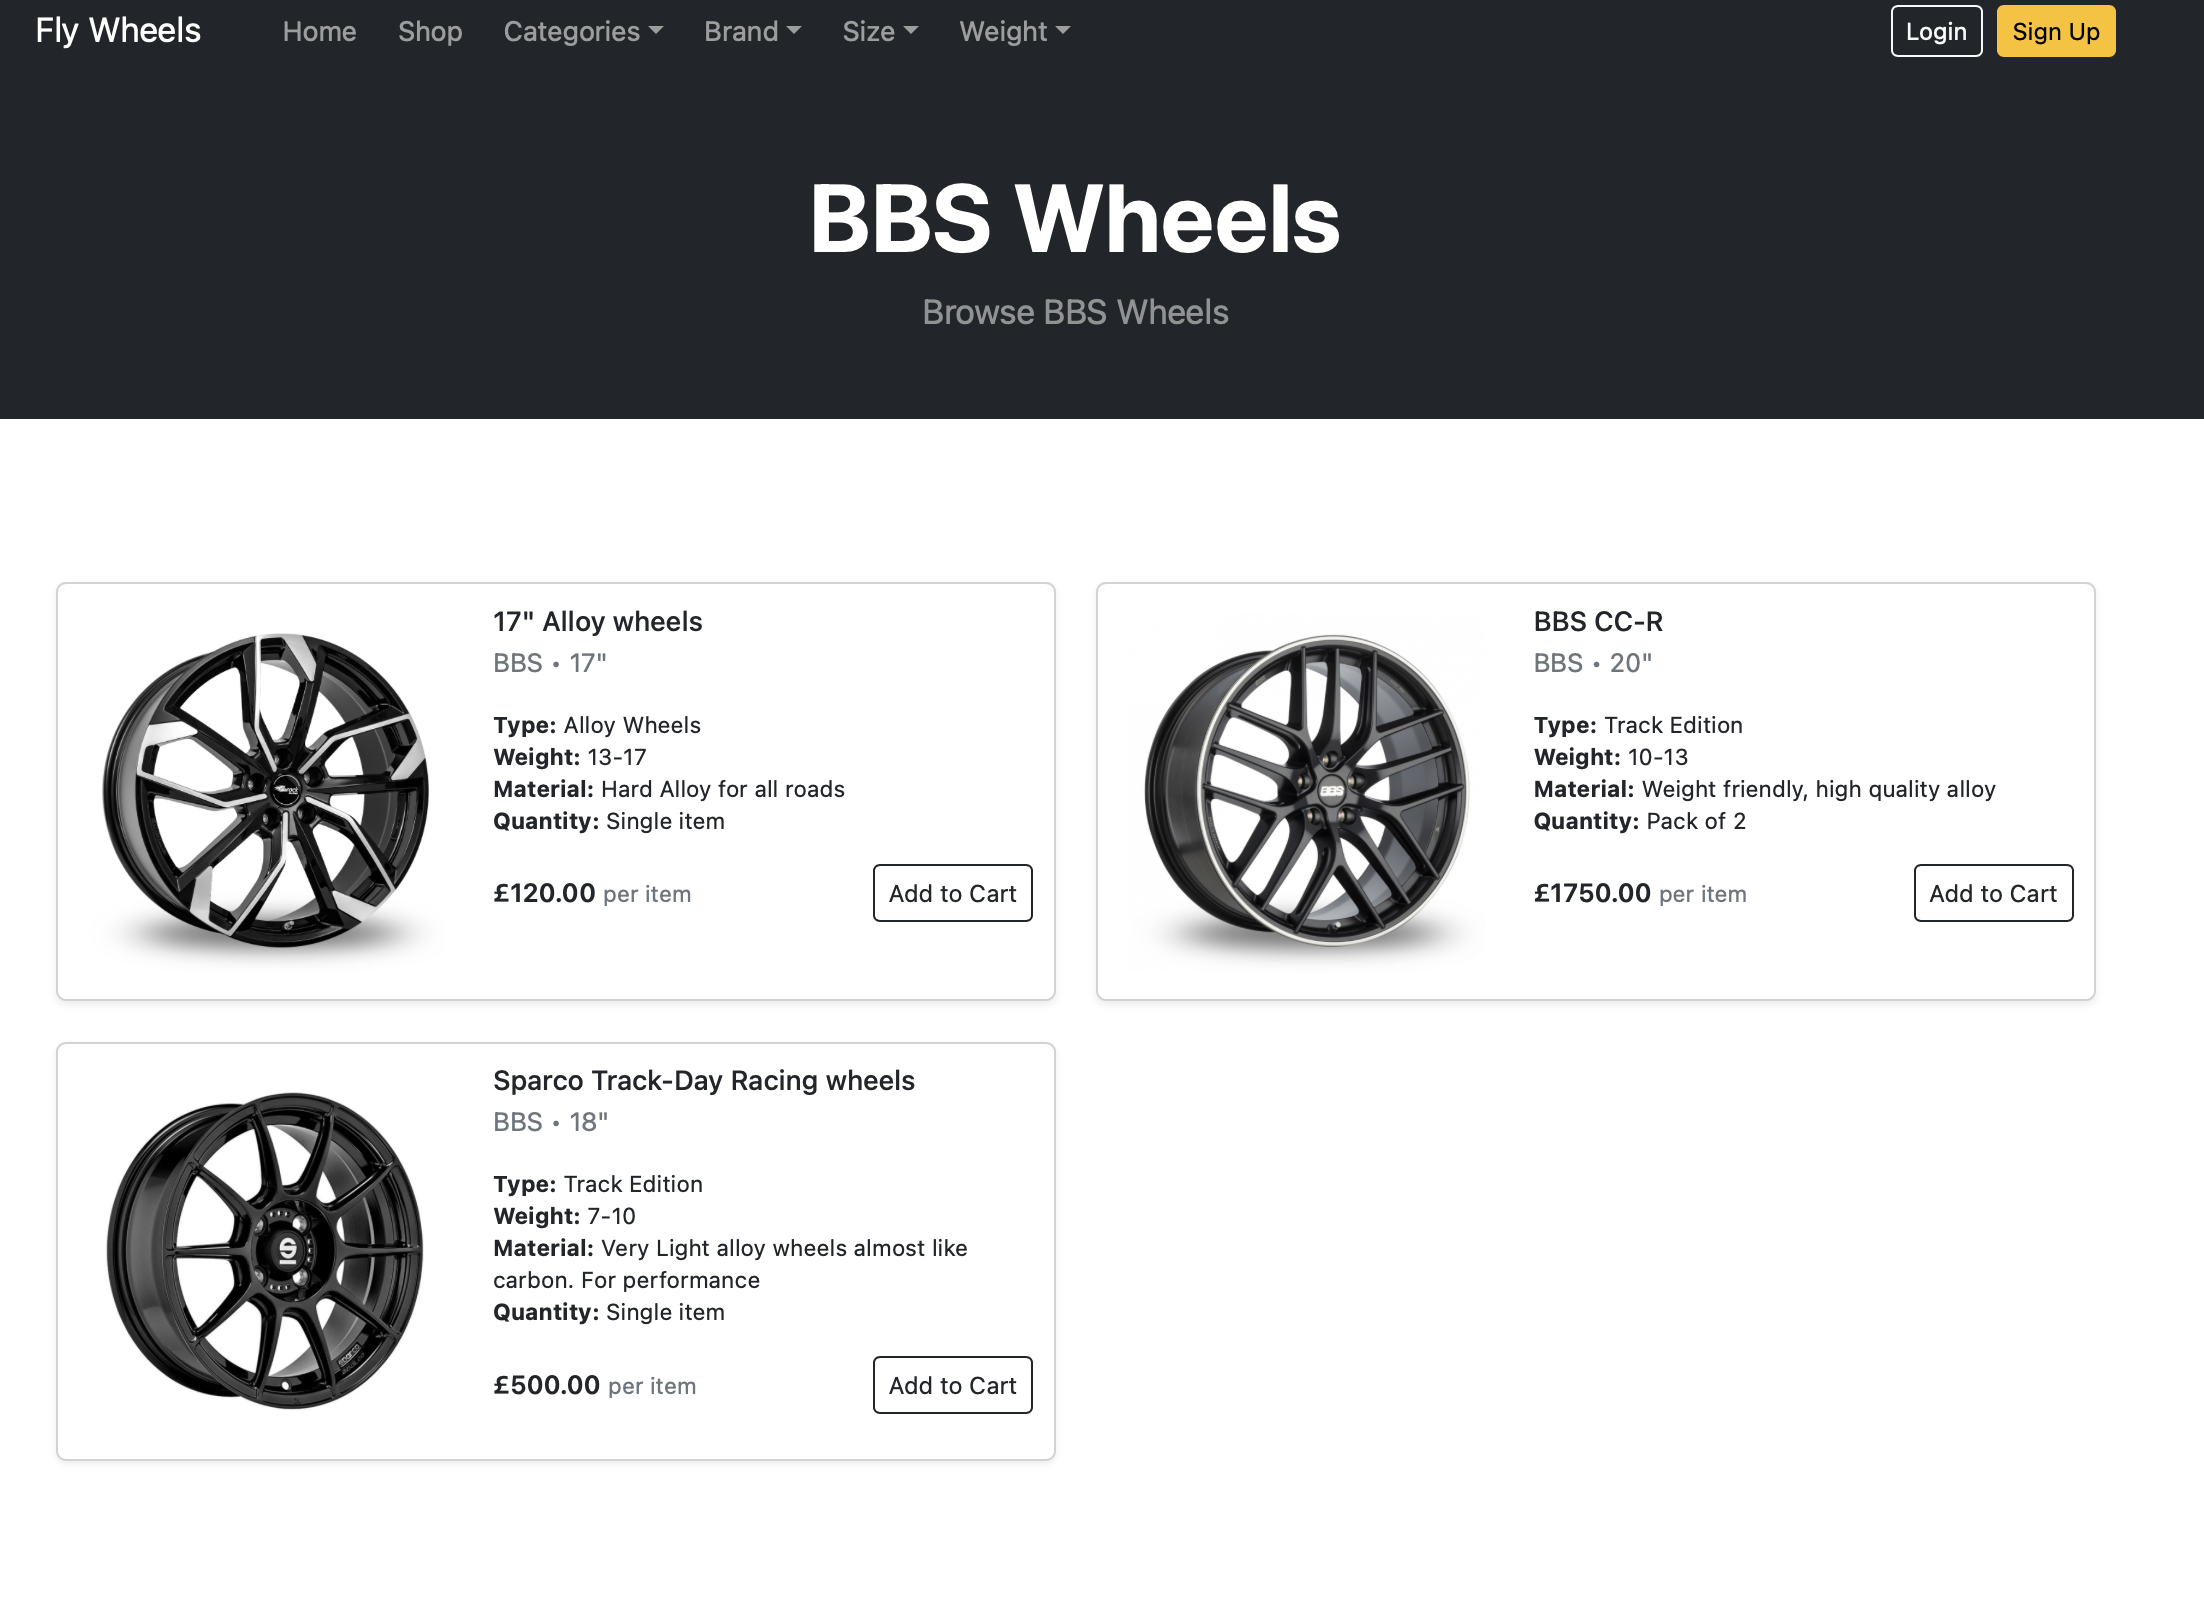 Fly Wheels Home Shop Categories Brand Size Weight Login Sign Up
BBS Wheels
Browse BBS Wheels
17" Alloy wheels
BBS • 17"
Type: Alloy Wheels
Weight: 13-17
Material: Hard Alloy for all roads
Quantity: Single item
£120.00 per item Add to Cart
BBS CC-R
BBS • 20"
Type: Track Edition
Weight: 10-13
Material: Weight friendly, high quality alloy
Quantity: Pack of 2
£1750.00 per item Add to Cart
BBS
Sparco Track-Day Racing wheels
BBS • 18"
Type: Track Edition
Weight: 7-10
Material: Very Light alloy wheels almost like
carbon. For performance
Quantity: Single item
£500.00 per item Add to Cart
sparco